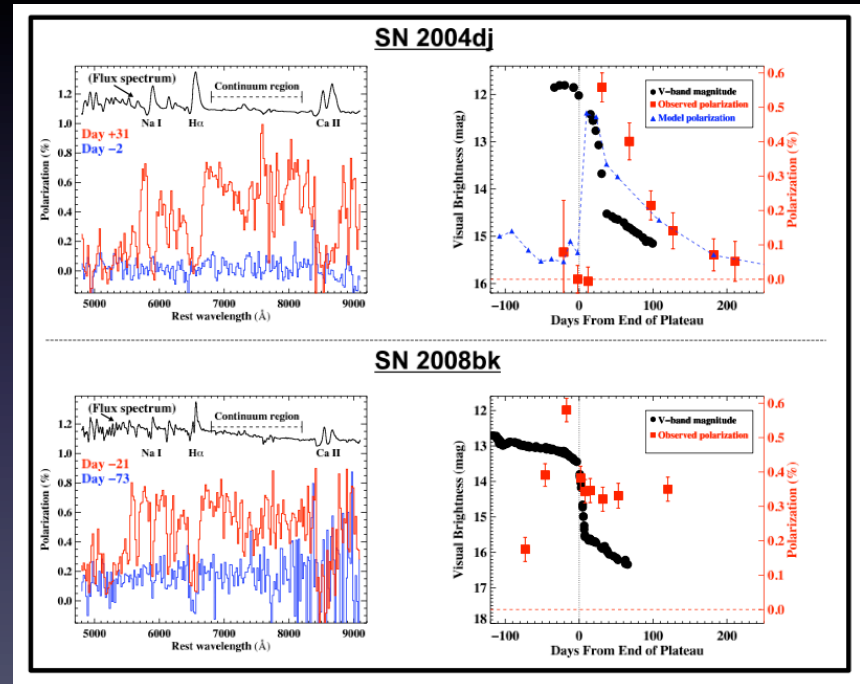 SN 2004dj
(Flux spectrum)
Continuum region
Na I Hα Ca II
Day +31
Day −2
Polarization (%)
1.2
1.0
0.8
0.6
0.4
0.2
0.0
5000 6000 7000 8000 9000
Rest wavelength (Å)
V-band magnitude
Observed polarization
Model polarization
Visual Brightness (mag)
12
13
14
15
16
0.6
0.5
0.4
0.3
0.2
0.1
0.0
Polarization (%)
−100 0 100 200
Days From End of Plateau
SN 2008bk
(Flux spectrum)
Continuum region
Na I Hα Ca II
Day −21
Day −73
Polarization (%)
1.2
1.0
0.8
0.6
0.4
0.2
0.0
5000 6000 7000 8000 9000
Rest wavelength (Å)
V-band magnitude
Observed polarization
Visual Brightness (mag)
12
13
14
15
16
17
18
0.6
0.5
0.4
0.3
0.2
0.1
0.0
Polarization (%)
−100 0 100 200
Days From End of Plateau